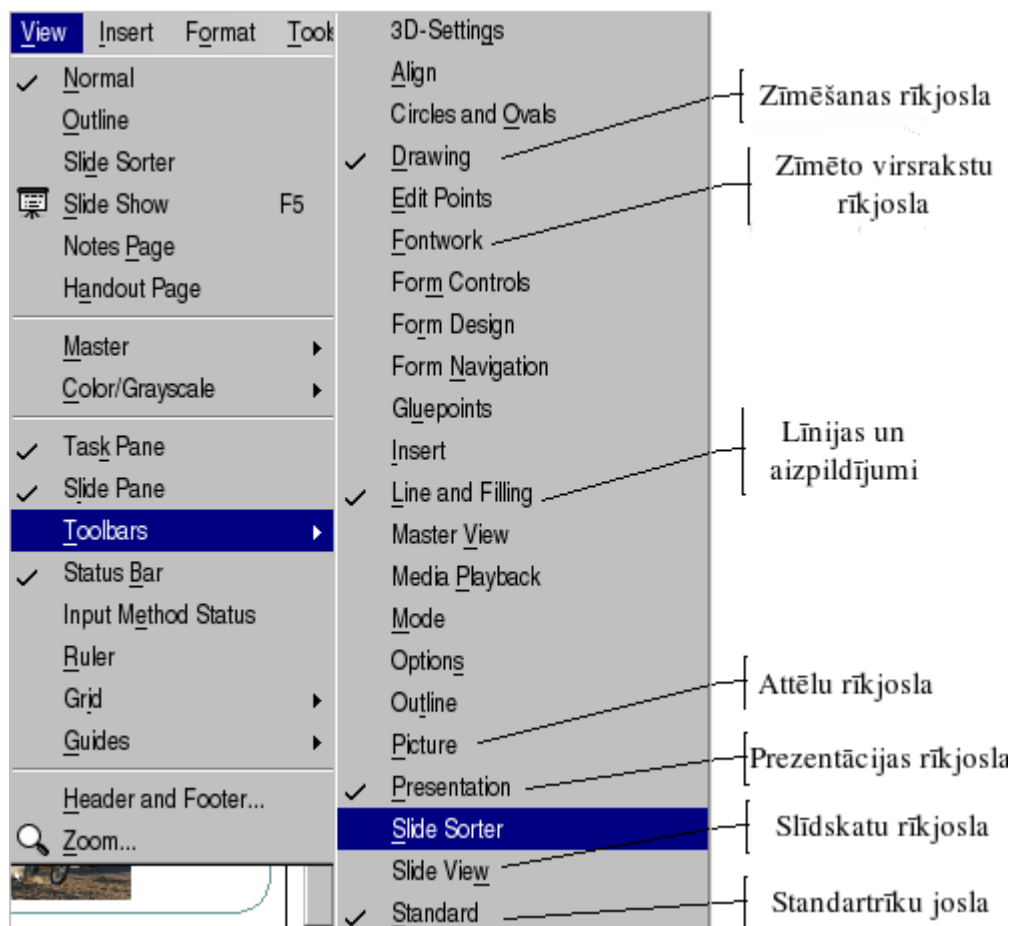 View Insert Format Tools
Normal
Outline
Slide Sorter
Slide Show F5
Notes Page
Handout Page
Master
Color/Grayscale
Task Pane
Slide Pane
Toolbars
Status Bar
Input Method Status
Ruler
Grid
Guides
Header and Footer...
Zoom...
3D-Settings
Align
Circles and Ovals
Drawing
Edit Points
Fontwork
Form Controls
Form Design
Form Navigation
Gluepoints
Insert
Line and Filling
Master View
Media Playback
Mode
Options
Outline
Picture
Presentation
Slide Sorter
Slide View
Standard
Zīmēšanas rīkjosla
Zīmēto virsrakstu
rīkjosla
Līnijas un
aizpildījumi
Attēlu rīkjosla
Prezentācijas rīkjosla
Slīdskatu rīkjosla
Standartrīku josla